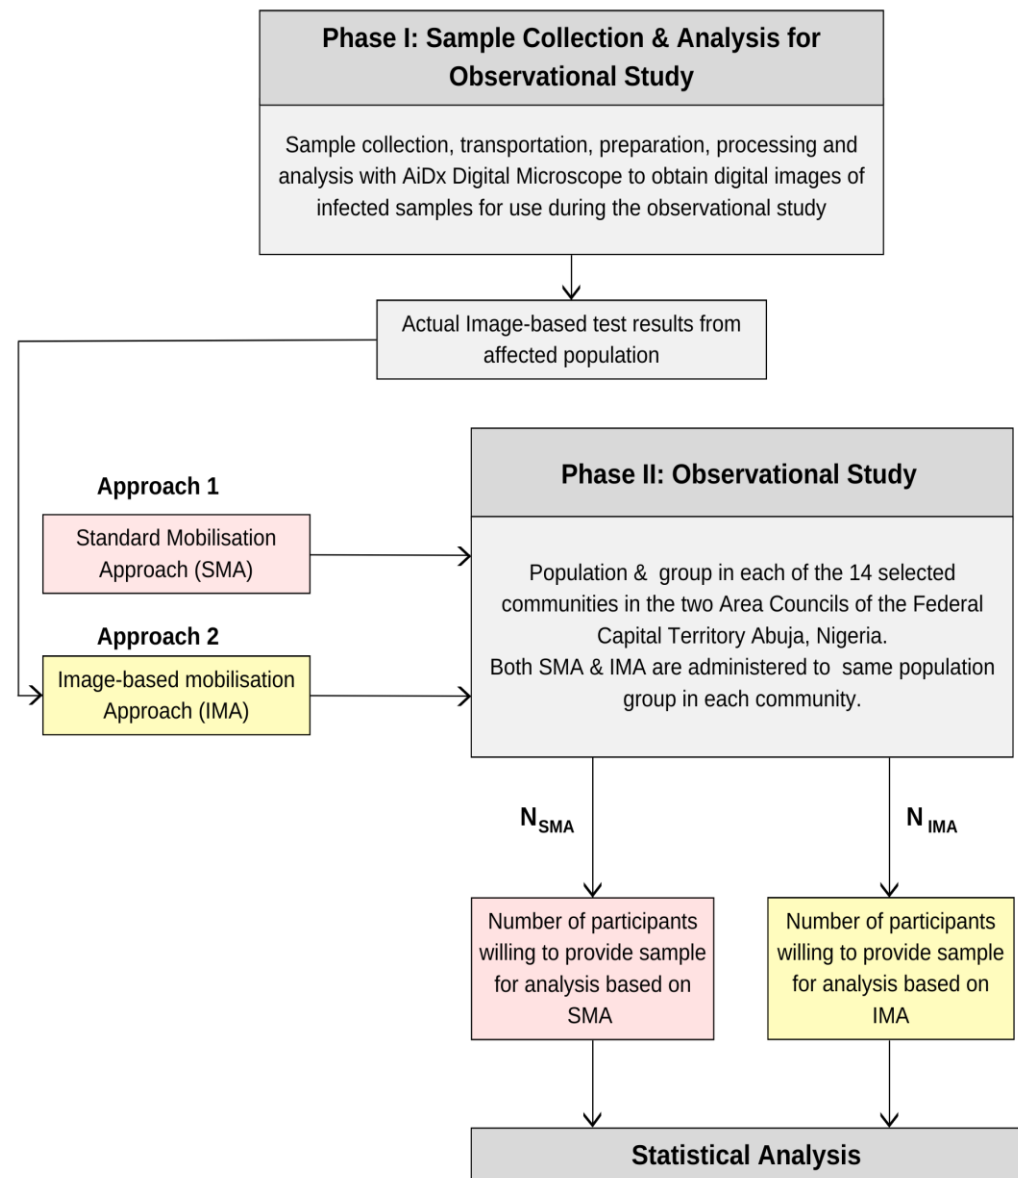 Phase I: Sample Collection & Analysis for
Observational Study
Sample collection, transportation, preparation, processing and
analysis with AiDx Digital Microscope to obtain digital images of
infected samples for use during the observational study
Actual Image-based test results from
affected population
Approach 1
Standard Mobilisation
Approach (SMA)
Approach 2
Image-based mobilisation
Approach (IMA)
Phase II: Observational Study
Population & group in each of the 14 selected
communities in the two Area Councils of the Federal
Capital Territory Abuja, Nigeria.
Both SMA & IMA are administered to same population
group in each community.
N SMA
N IMA
Number of participants
willing to provide sample
for analysis based on
SMA
Number of participants
willing to provide sample
for analysis based on
IMA
Statistical Analysis